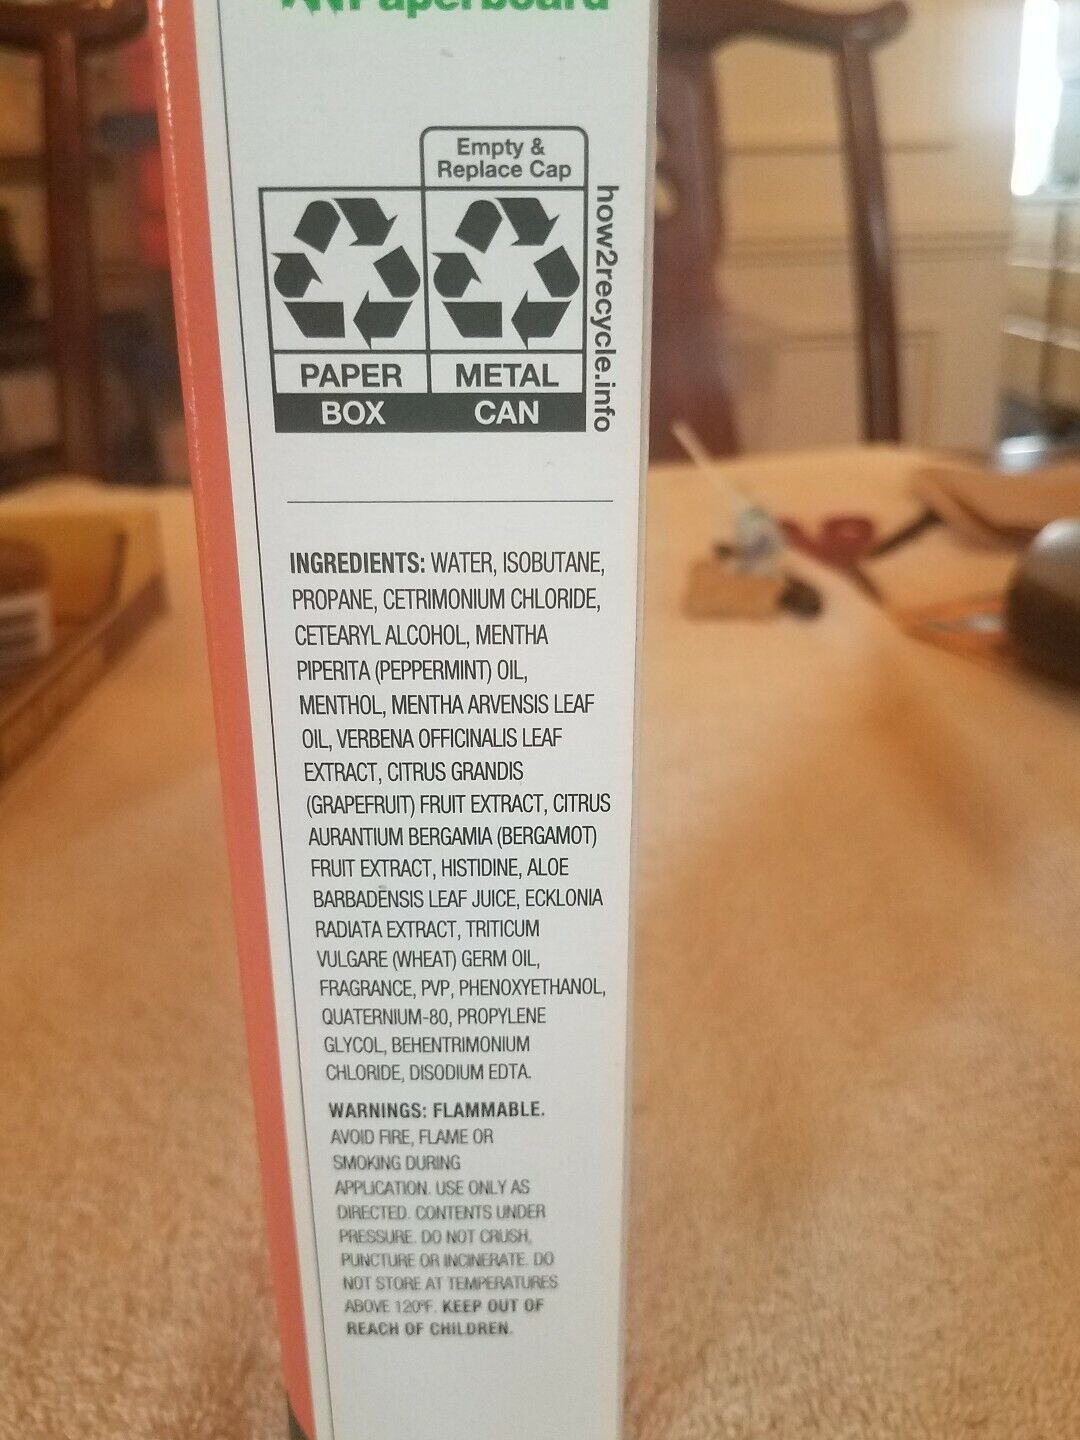 Paperboard
Empty &
Replace Cap
how2recycle.info
PAPER
METAL
BOX
CAN
INGREDIENTS: WATER, ISOBUTANE,
PROPANE, CETRIMONIUM CHLORIDE,
CETEARYL ALCOHOL, MENTHA
PIPERITA (PEPPERMINT) OIL,
MENTHOL, MENTHA ARVENSIS LEAF
OIL, VERBENA OFFICINALIS LEAF
EXTRACT, CITRUS GRANDIS
(GRAPEFRUIT) FRUIT EXTRACT, CITRUS
AURANTIUM BERGAMIA (BERGAMOT)
FRUIT EXTRACT, HISTIDINE, ALOE
BARBADENSIS LEAF JUICE, ECKLONIA
RADIATA EXTRACT, TRITICUM
VULGARE (WHEAT) GERM OIL,
FRAGRANCE, PVP, PHENOXYETHANOL,
QUATERNIUM-80, PROPYLENE
GLYCOL, BEHENTRIMONIUM
CHLORIDE, DISODIUM EDTA.
WARNINGS: FLAMMABLE.
AVOID FIRE, FLAME OR
SMOKING DURING
APPLICATION. USE ONLY AS
DIRECTED. CONTENTS UNDER
PRESSURE. DO NOT CRUSH,
PUNCTURE OR INCINERATE. DO
NOT STORE AT TEMPERATURES
ABOVE 120°F. KEEP OUT OF
REACH OF CHILDREN.